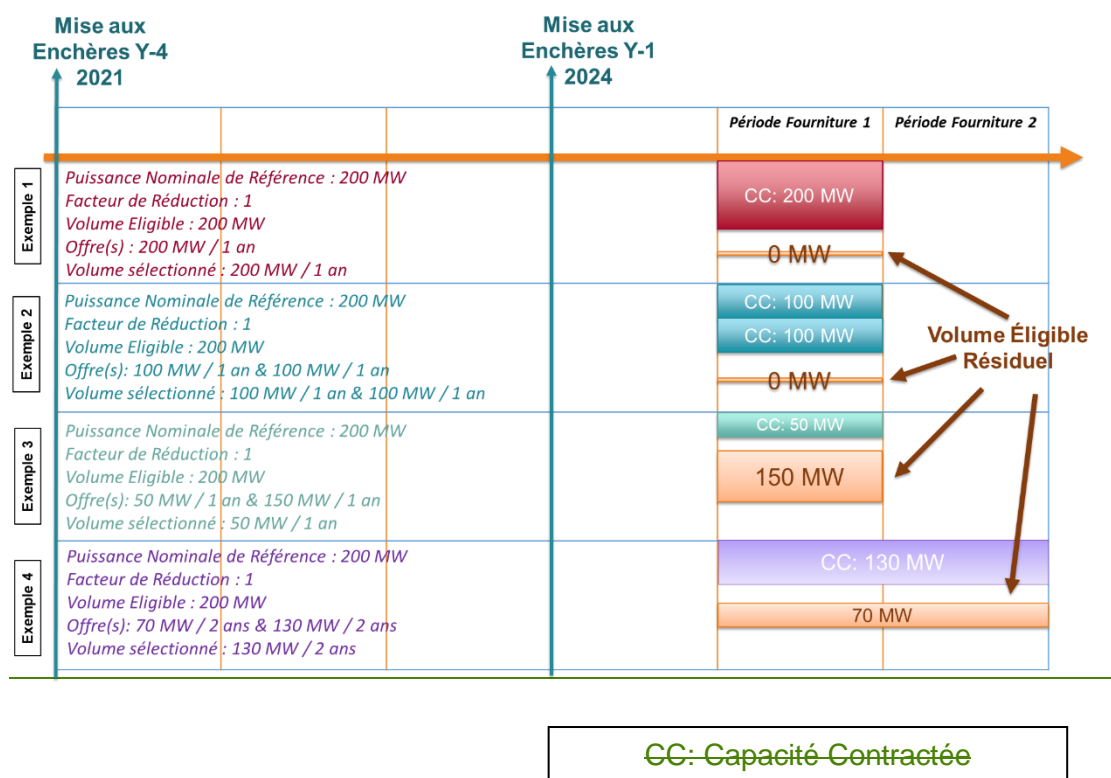 Mise aux
Enchères Y-4
2021
Mise aux
Enchères Y-1
2024
Période Fourniture 1
Période Fourniture 2
Exemple 1
Puissance Nominale de Référence : 200 MW
Facteur de Réduction : 1
Volume Eligible : 200 MW
Offre(s) : 200 MW / 1 an
Volume sélectionné : 200 MW / 1 an
CC: 200 MW
0 MW
Exemple 2
Puissance Nominale de Référence : 200 MW
Facteur de Réduction : 1
Volume Eligible : 200 MW
Offre(s): 100 MW / 1 an & 100 MW / 1 an
Volume sélectionné : 100 MW / 1 an & 100 MW / 1 an
CC: 100 MW
CC: 100 MW
0 MW
Volume Éligible
Résiduel
Exemple 3
Puissance Nominale de Référence : 200 MW
Facteur de Réduction : 1
Volume Eligible : 200 MW
Offre(s): 50 MW / 1 an & 150 MW / 1 an
Volume sélectionné : 50 MW / 1 an
CC: 50 MW
150 MW
Exemple 4
Puissance Nominale de Référence : 200 MW
Facteur de Réduction : 1
Volume Eligible : 200 MW
Offre(s): 70 MW / 2 ans & 130 MW / 2 ans
Volume sélectionné : 130 MW / 2 ans
CC: 130 MW
70 MW
CC: Capacité Contractée